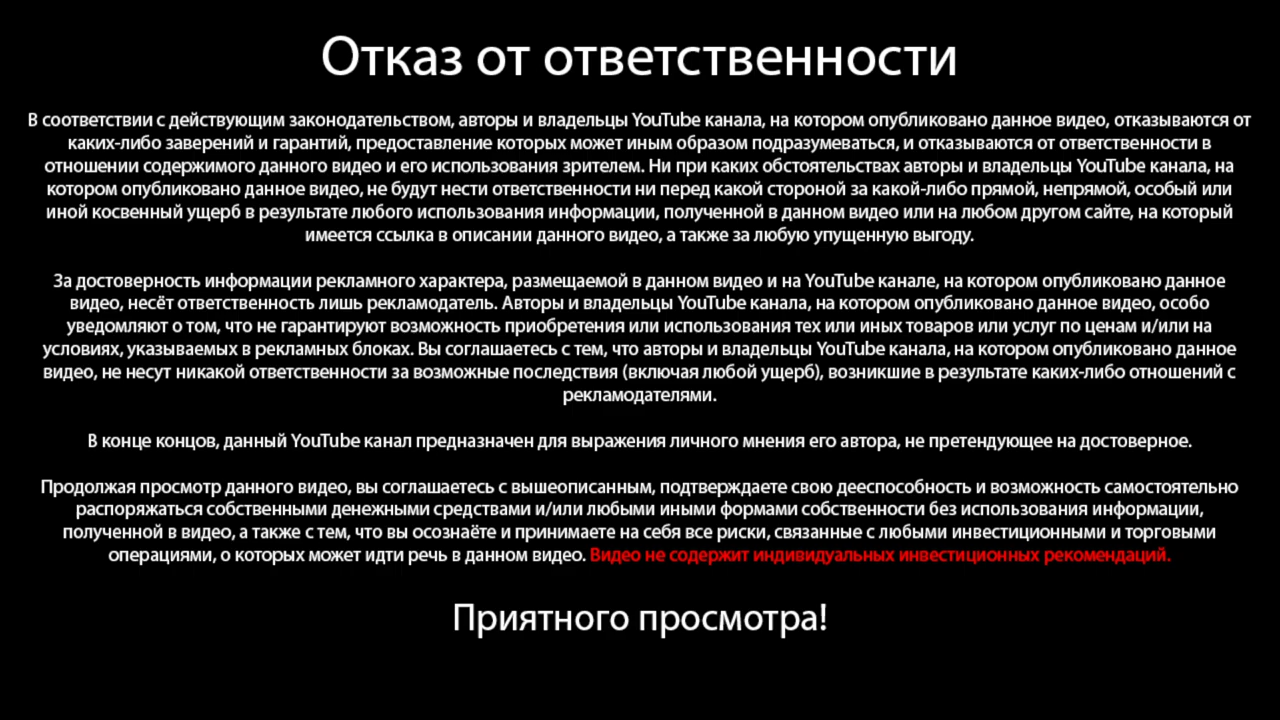 Отказ от ответственности
В соответствии с действующим законодательством, авторы и владельцы YouTube канала, на котором опубликовано данное видео, отказываются от
каких-либо заверений и гарантий, предоставление которых может иным образом подразумеваться, и отказываются от ответственности в
отношении содержимого данного видео и его использования зрителем. Ни при каких обстоятельствах авторы и владельцы YouTube канала, на
котором опубликовано данное видео, не будут нести ответственности ни перед какой стороной за какой-либо прямой, непрямой, особый или
иной косвенный ущерб в результате любого использования информации, полученной в данном видео или на любом другом сайте, на который
имеется ссылка в описании данного видео, а также за любую упущенную выгоду.
За достоверность информации рекламного характера, размещаемой в данном видео и на YouTube канале, на котором опубликовано данное
видео, несёт ответственность лишь рекламодатель. Авторы и владельцы YouTube канала, на котором опубликовано данное видео, особо
уведомляют о том, что не гарантируют возможность приобретения или использования тех или иных товаров или услуг по ценам и/или на
условиях, указываемых в рекламных блоках. Вы соглашаетесь с тем, что авторы и владельцы YouTube канала, на котором опубликовано данное
видео, не несут никакой ответственности за возможные последствия (включая любой ущерб), возникшие в результате каких-либо отношений с
рекламодателями.
В конце концов, данный YouTube канал предназначен для выражения личного мнения его автора, не претендующее на достоверное.
Продолжая просмотр данного видео, вы соглашаетесь с вышеописанным, подтверждаете свою дееспособность и возможность самостоятельно
распоряжаться собственными денежными средствами и/или любыми иными формами собственности без использования информации,
полученной в видео, а также с тем, что вы осознаёте и принимаете на себя все риски, связанные с любыми инвестиционными и торговыми
операциями, о которых может идти речь в данном видео. Видео не содержит индивидуальных инвестиционных рекомендаций.
Приятного просмотра!